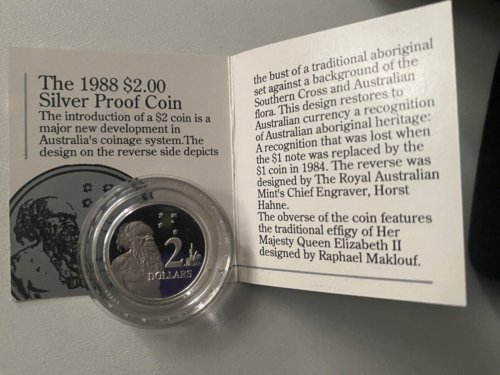 The 1988 $2.00
Silver Proof Coin
The introduction of a $2 coin is a
major new development in
Australia's coinage system.The
design on the reverse side depicts
the bust of a traditional aboriginal
set against a background of the
Southern Cross and Australian
flora. This design restores to
Australian currency a recognition
of Australian aboriginal heritage:
A recognition that was lost when
the $1 note was replaced by the
$1 coin in 1984. The reverse was
designed by The Royal Australian
Mint's Chief Engraver, Horst
Hahne.
The obverse of the coin features
the traditional effigy of Her
Majesty Queen Elizabeth II
designed by Raphael Maklouf.
2
DOLLARS